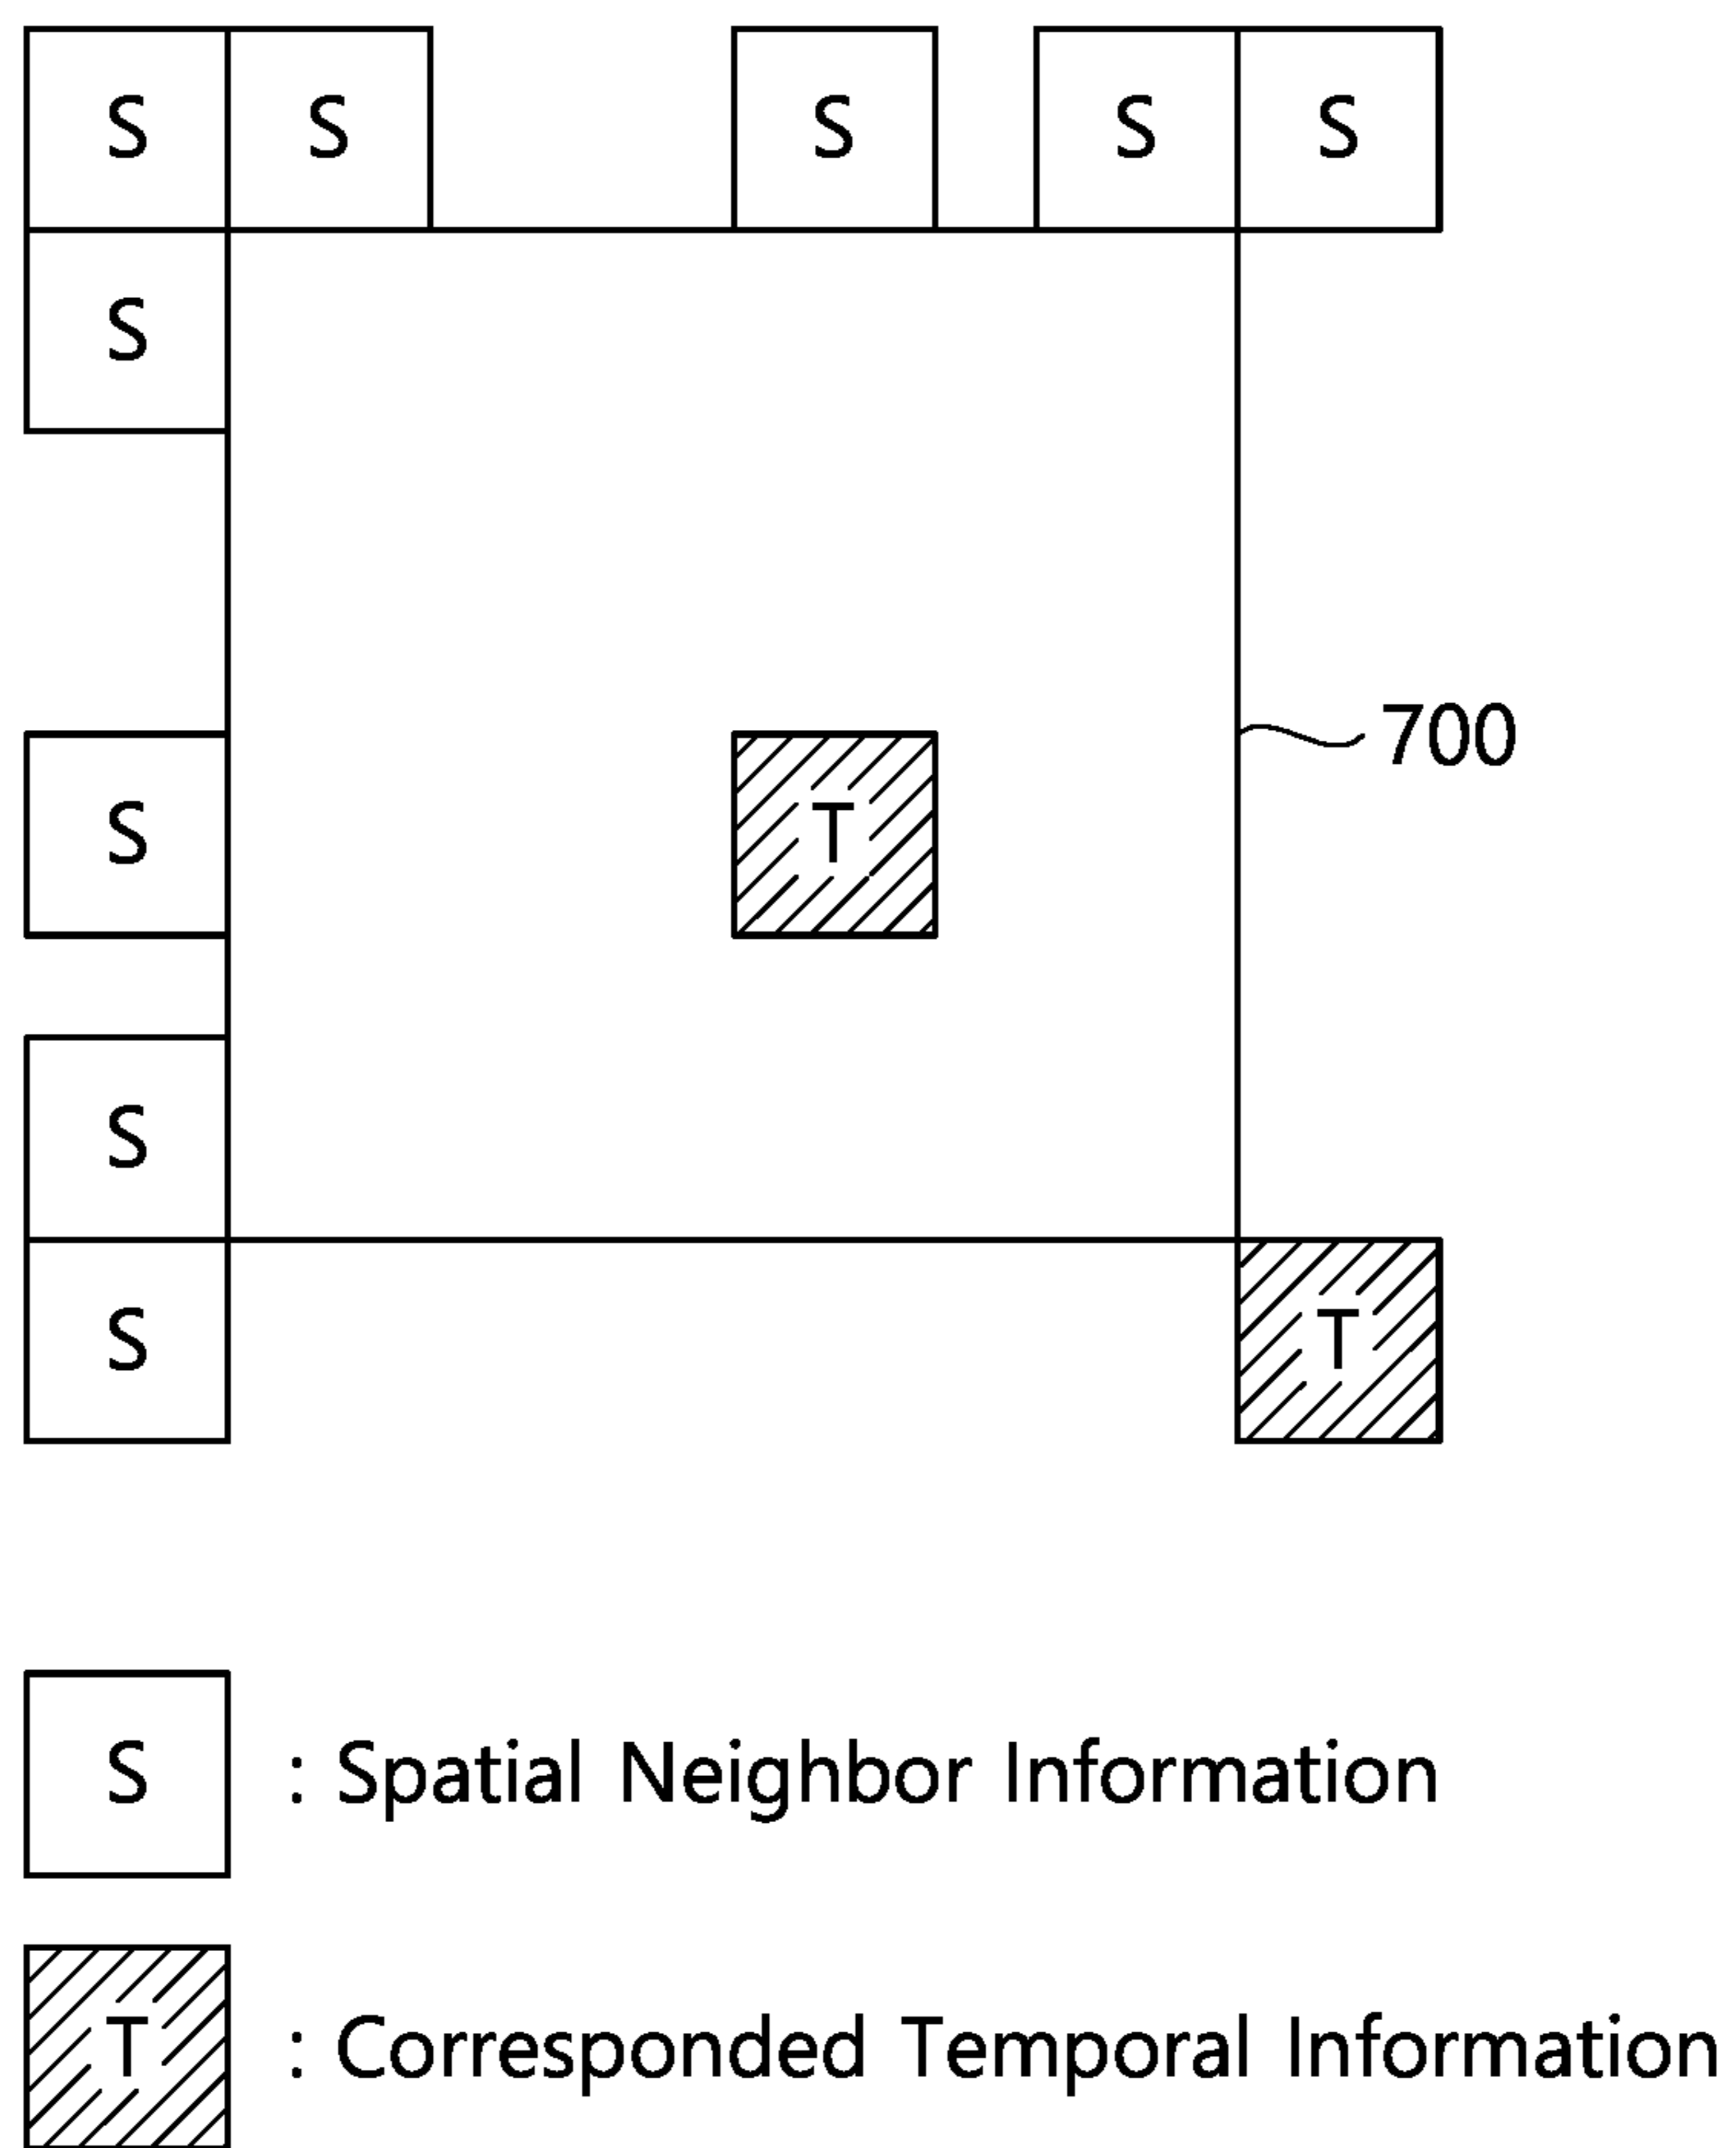 S S S S S
S
700
S T
S
S T
S : Spatial Neighbor Information
T : Corresponded Temporal Information